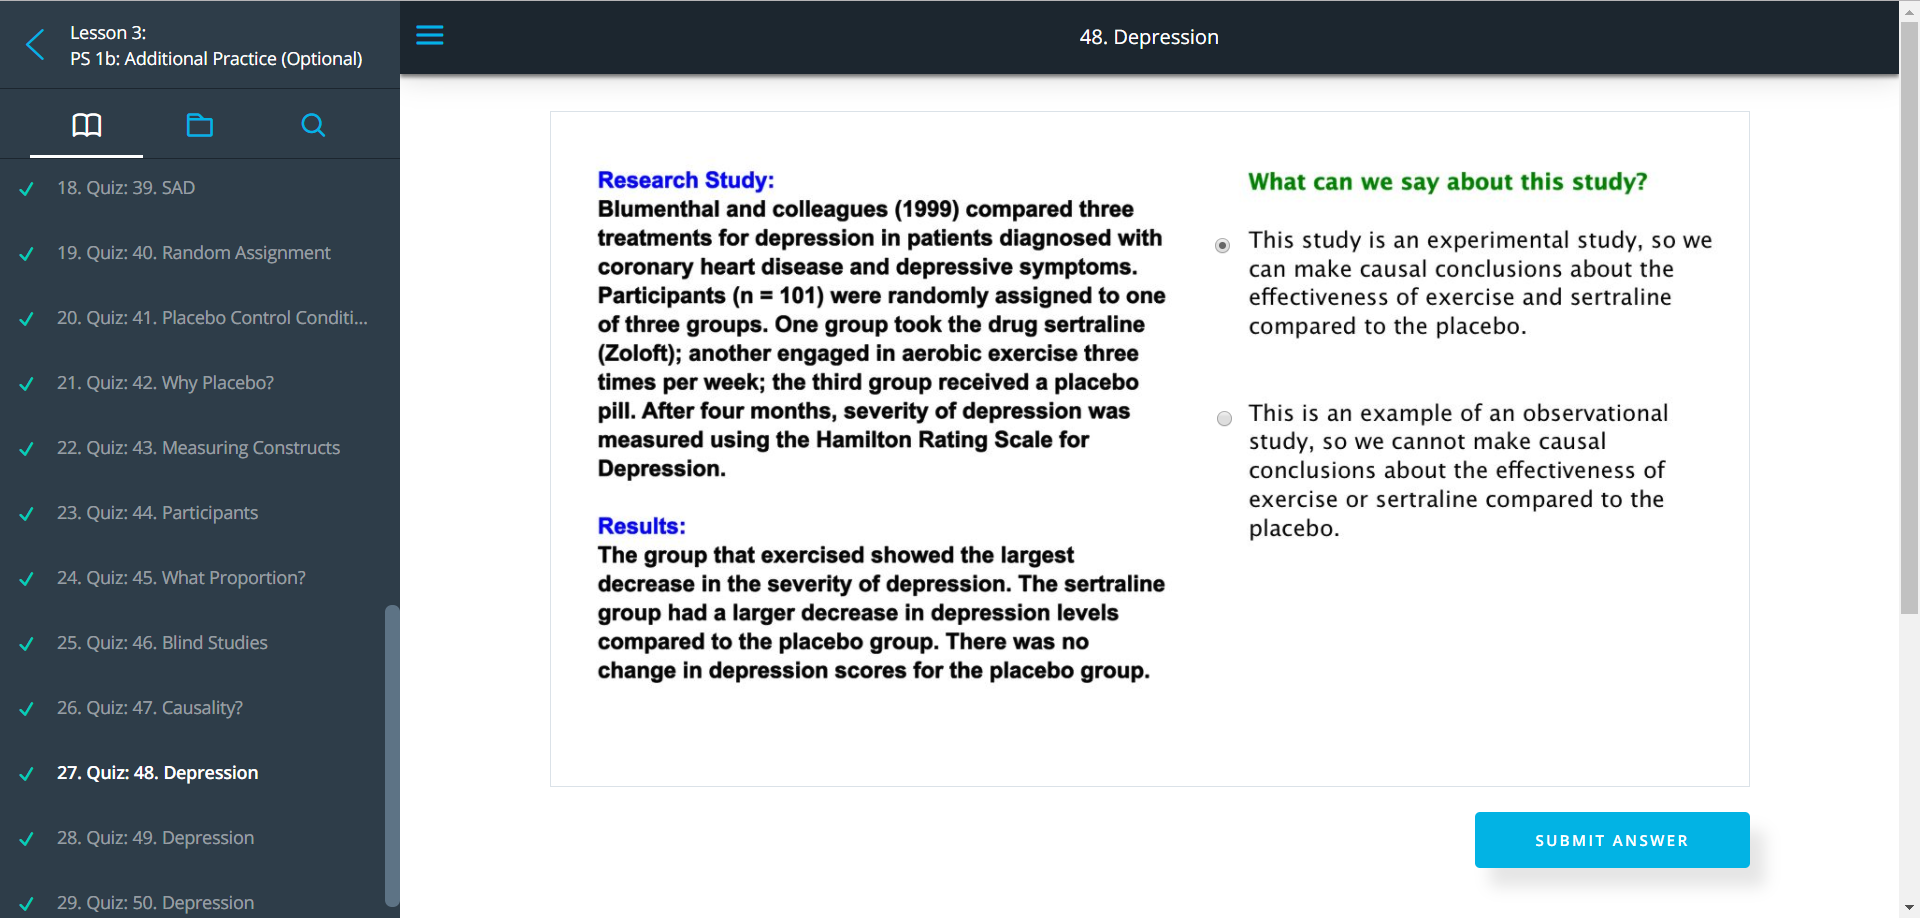 Lesson 3:
PS 1b: Additional Practice (Optional)
18. Quiz: 39. SAD
19. Quiz: 40. Random Assignment
20. Quiz: 41. Placebo Control Conditi...
21. Quiz: 42. Why Placebo?
22. Quiz: 43. Measuring Constructs
23. Quiz: 44. Participants
24. Quiz: 45. What Proportion?
25. Quiz: 46. Blind Studies
26. Quiz: 47. Causality?
27. Quiz: 48. Depression
28. Quiz: 49. Depression
29. Quiz: 50. Depression
48. Depression
Research Study:
Blumenthal and colleagues (1999) compared three
treatments for depression in patients diagnosed with
coronary heart disease and depressive symptoms.
Participants (n = 101) were randomly assigned to one
of three groups. One group took the drug sertraline
(Zoloft); another engaged in aerobic exercise three
times per week; the third group received a placebo
pill. After four months, severity of depression was
measured using the Hamilton Rating Scale for
Depression.
Results:
The group that exercised showed the largest
decrease in the severity of depression. The sertraline
group had a larger decrease in depression levels
compared to the placebo group. There was no
change in depression scores for the placebo group.
What can we say about this study?
This study is an experimental study, so we
can make causal conclusions about the
effectiveness of exercise and sertraline
compared to the placebo.
This is an example of an observational
study, so we cannot make causal
conclusions about the effectiveness of
exercise or sertraline compared to the
placebo.
SUBMIT ANSWER